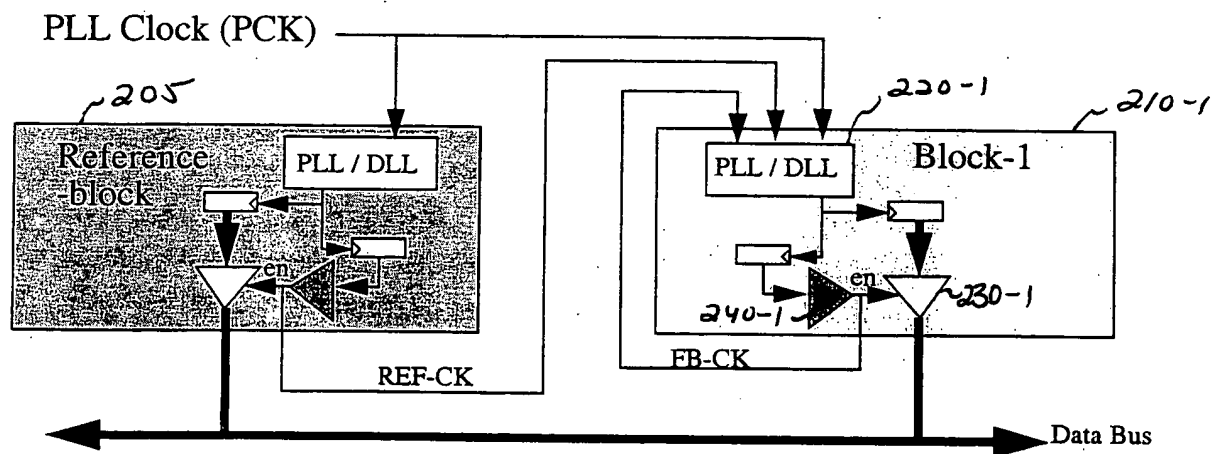 PLL Clock (PCK)
205
220-1
210-1
Reference
-block
PLL / DLL
PLL / DLL
Block-1
en
en
240-1
230-1
REF-CK
FB-CK
Data Bus